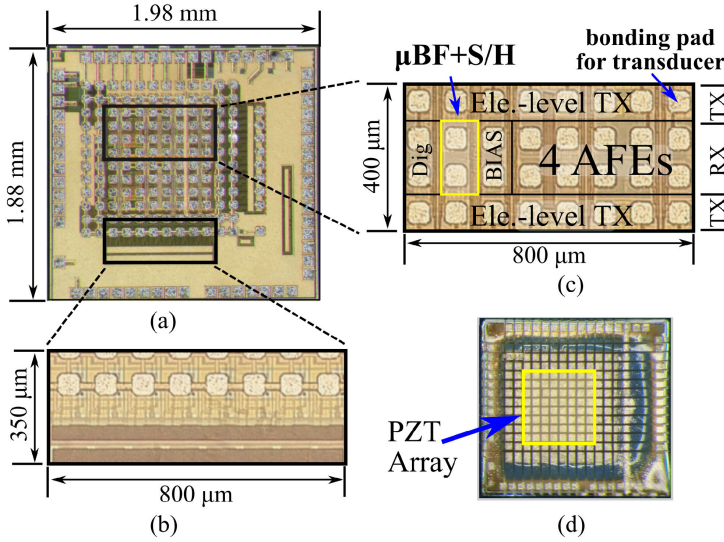 1.98 mm
1.88 mm
(a)
µBF+S/H
bonding pad
for transducer
400 µm
Ele.-level TX
Dig
BIAS
4 AFEs
Ele.-level TX
TX
RX
TX
800 µm
(c)
350 µm
800 µm
(b)
PZT
Array
(d)